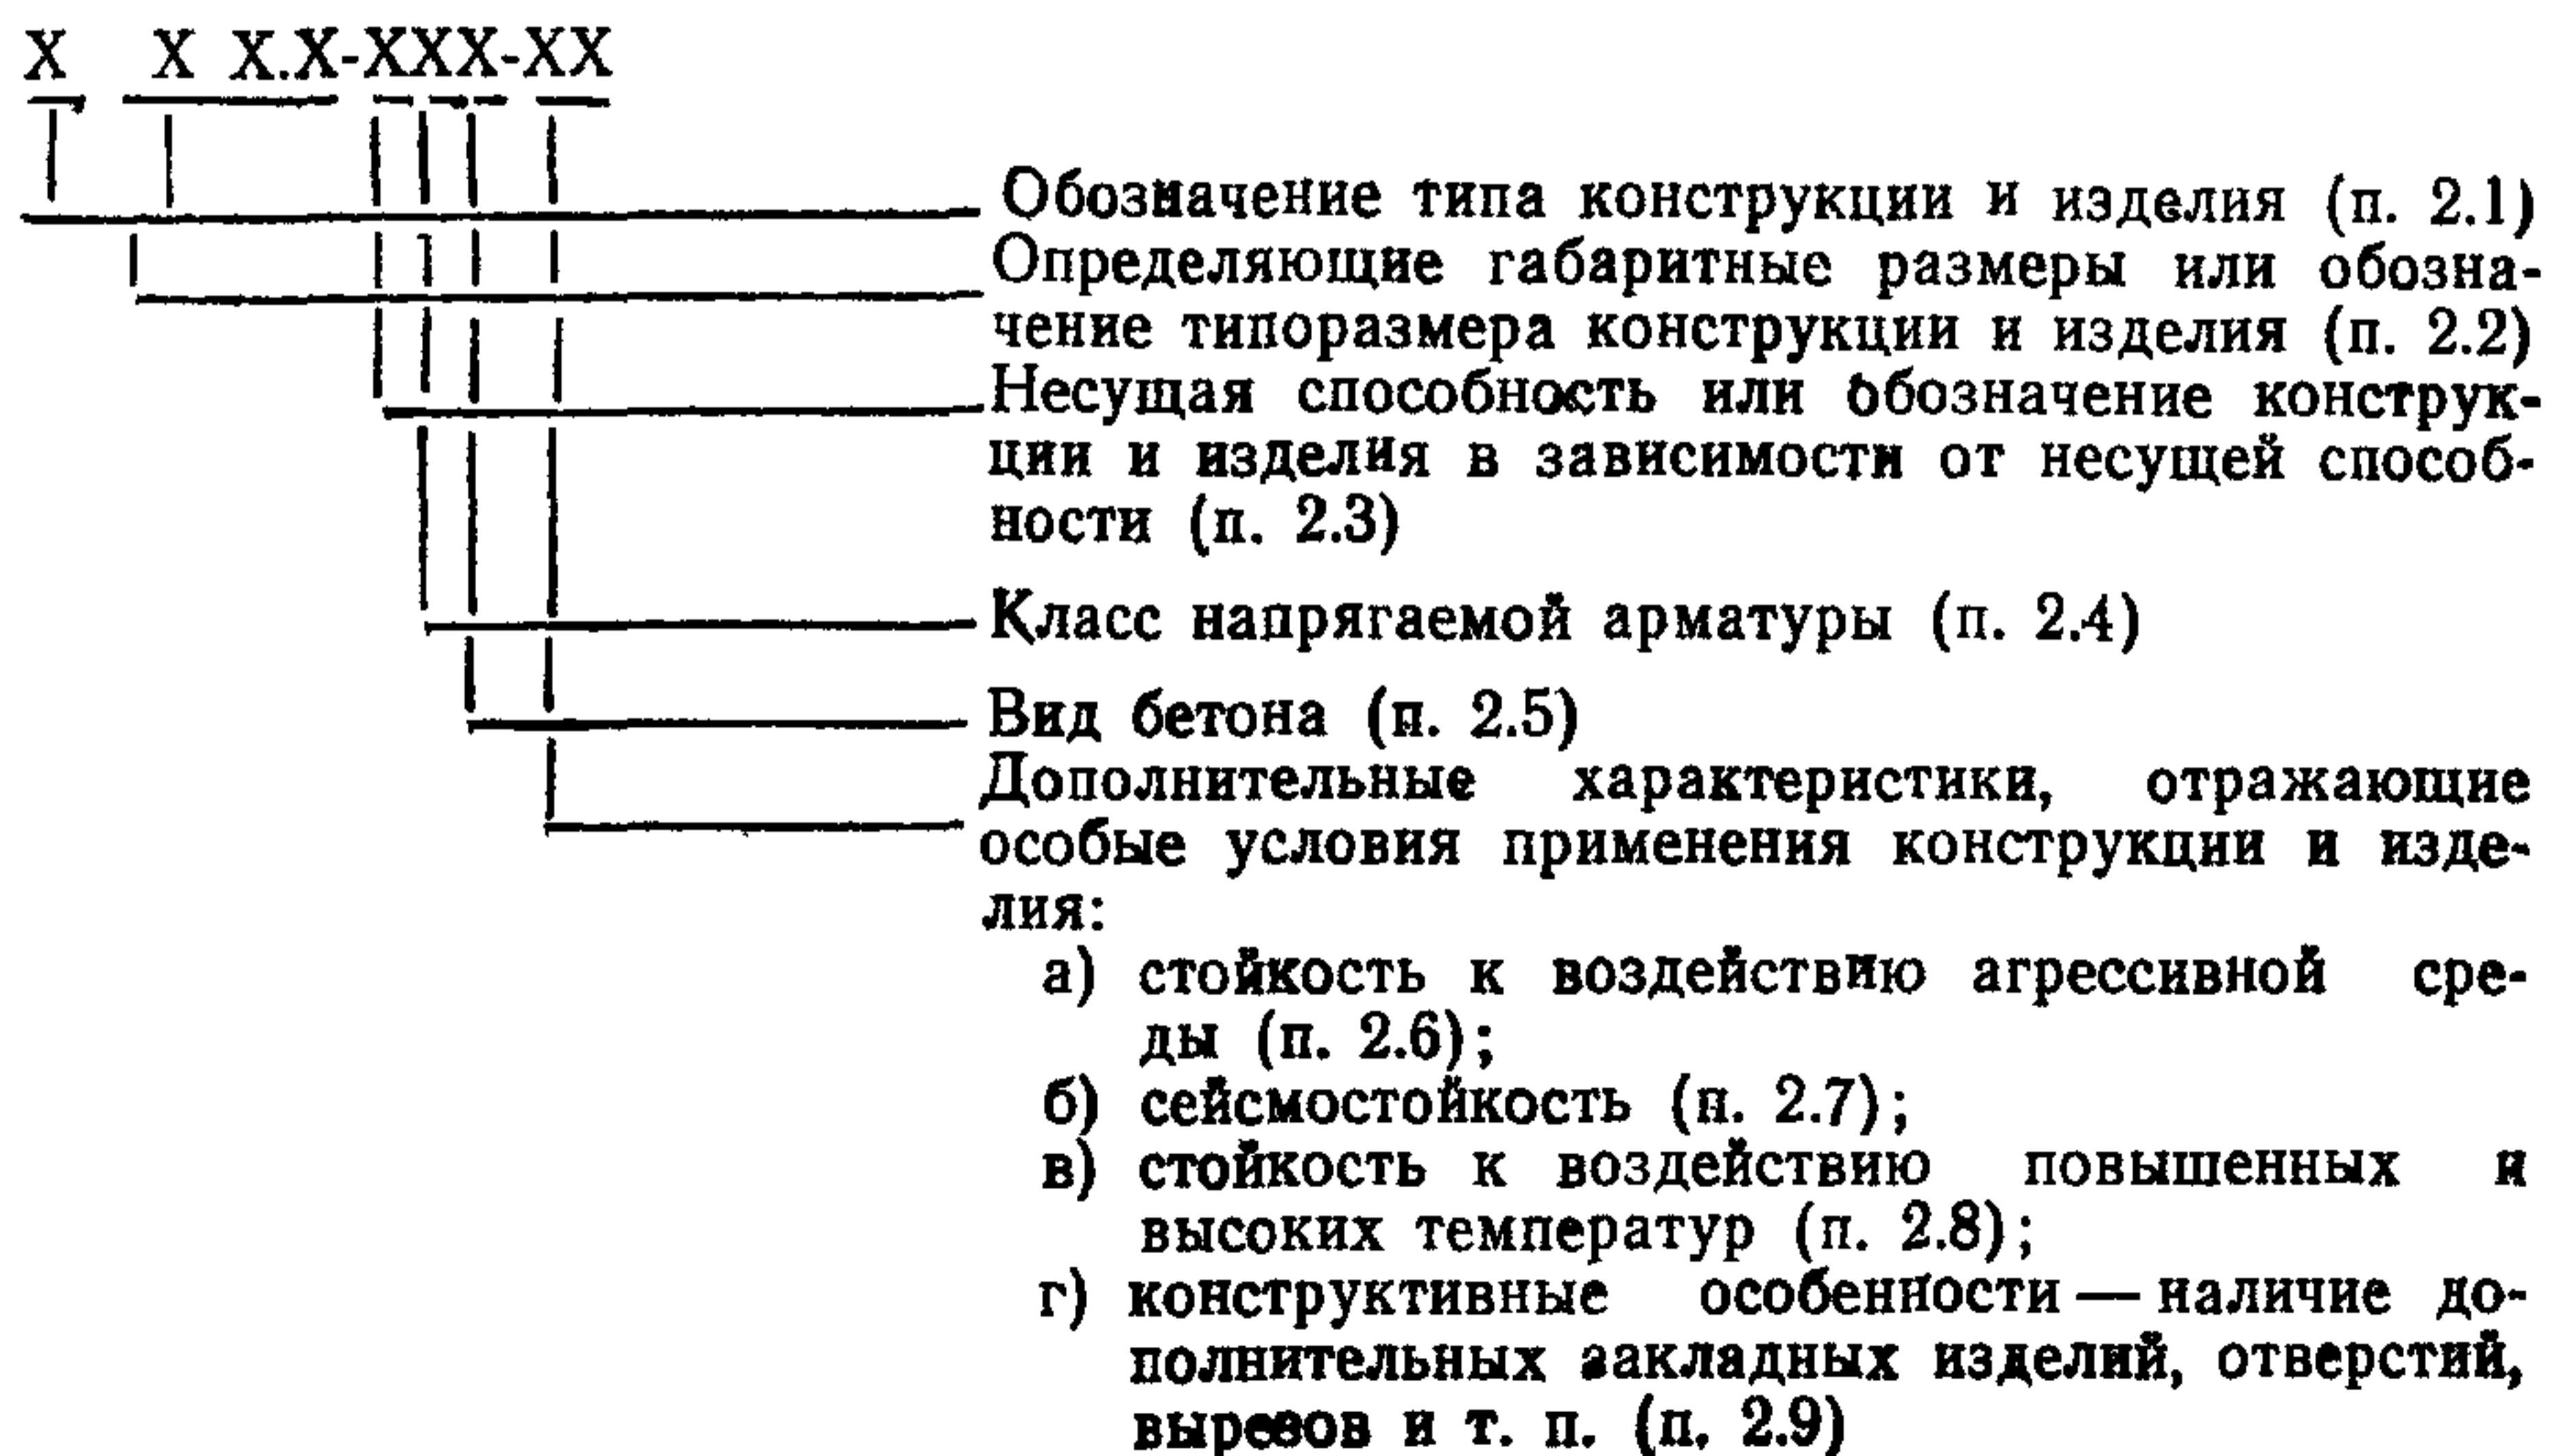 X X X.X-XXX-XX
Обозначение типа конструкции и изделия (п. 2.1)
Определяющие габаритные размеры или обозна-
чение типоразмера конструкции и изделия (п. 2.2)
Несущая способность или обозначение конструк-
ции и изделия в зависимости от несущей способ-
ности (п. 2.3)
Класс напрягаемой арматуры (п. 2.4)
Вид бетона (п. 2.5)
Дополнительные характеристики, отражающие
особые условия применения конструкции и изде-
лия:
а) стойкость к воздействию агрессивной сре-
ды (п. 2.6);
б) сейсмостойкость (п. 2.7);
в) стойкость к воздействию повышенных и
высоких температур (п. 2.8);
г) конструктивные особенности — наличие до-
полнительных закладных изделий, отверстий,
вырезов и т. п. (п. 2.9)